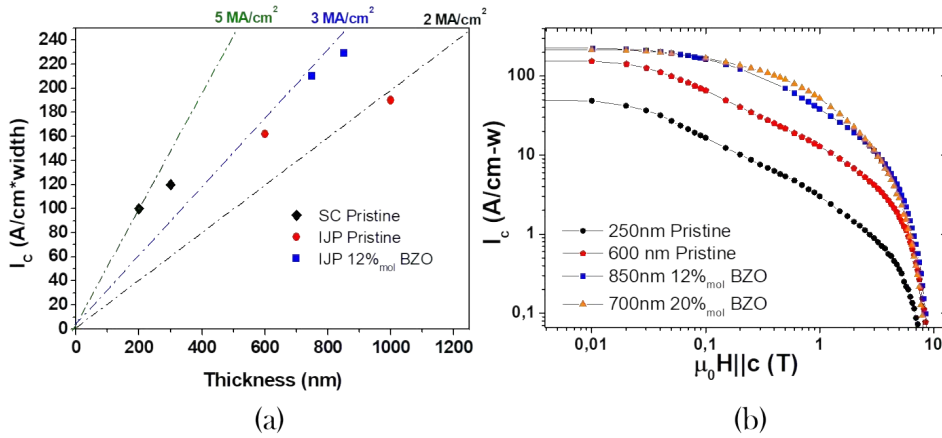 5 MA/cm²
3 MA/cm²
2 MA/cm²
(a)
240
220
200
180
160
140
120
100
80
60
40
20
0
I_c (A/cm*width)
SC Pristine
IJP Pristine
IJP 12%mol BZO
0 200 400 600 800 1000 1200
Thickness (nm)
(a)
(b)
100
10
1
0,1
I_c (A/cm-w)
250nm Pristine
600 nm Pristine
850nm 12%mol BZO
700nm 20%mol BZO
0,01 0,1 1 10
μ₀H||c (T)
(b)